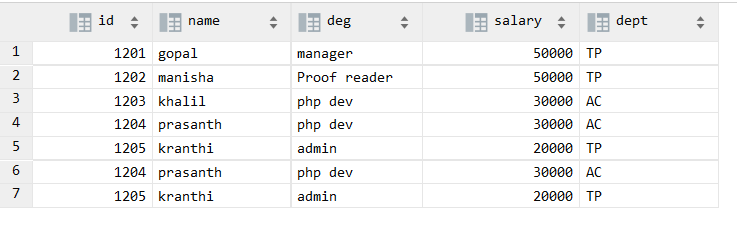 id name deg salary dept
1 1201 gopal manager 50000 TP
2 1202 manisha Proof reader 50000 TP
3 1203 khalil php dev 30000 AC
4 1204 prasanth php dev 30000 AC
5 1205 kranthi admin 20000 TP
6 1204 prasanth php dev 30000 AC
7 1205 kranthi admin 20000 TP